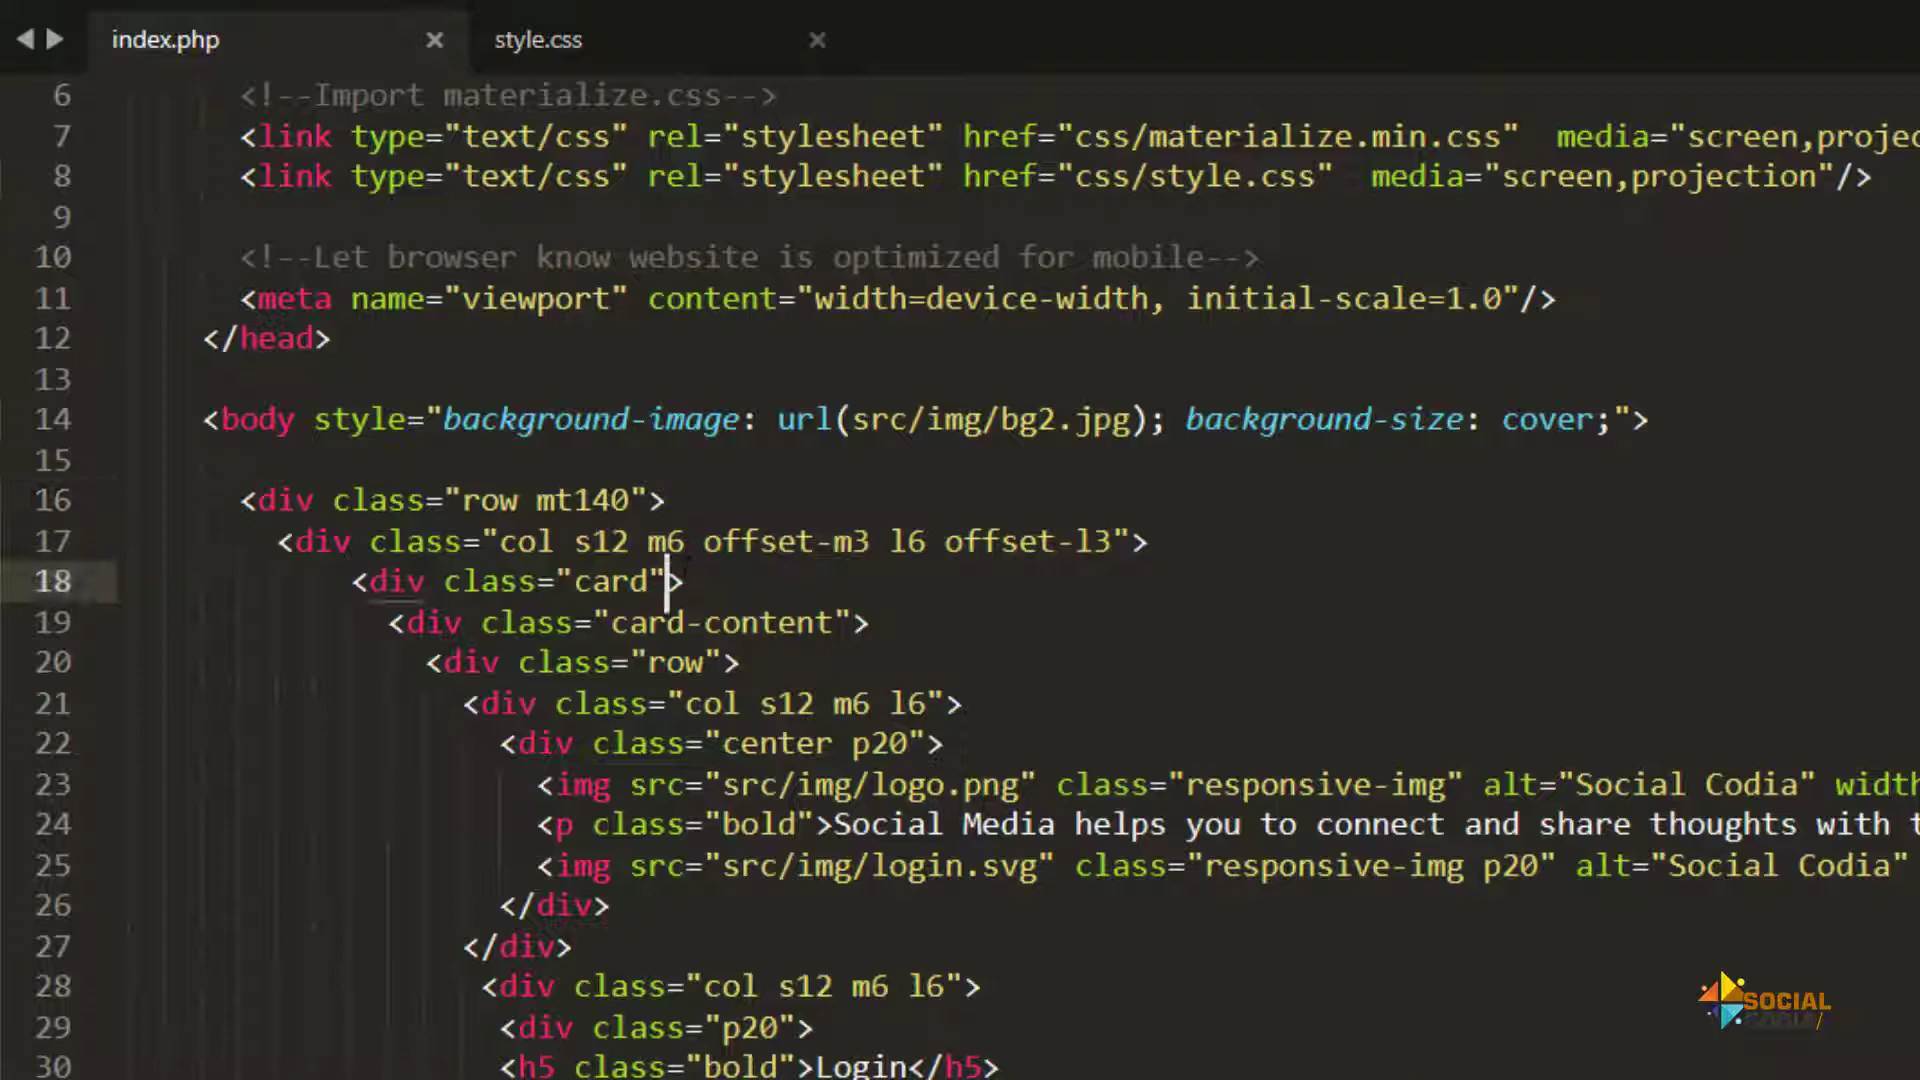 index.php × style.css ×
6 <!--Import materialize.css-->
7 <link type="text/css" rel="stylesheet" href="css/materialize.min.css" media="screen,projec
8 <link type="text/css" rel="stylesheet" href="css/style.css" media="screen,projection"/>
9
10 <!--Let browser know website is optimized for mobile-->
11 <meta name="viewport" content="width=device-width, initial-scale=1.0"/>
12 </head>
13
14 <body style="background-image: url(src/img/bg2.jpg); background-size: cover;">
15
16 <div class="row mt140">
17 <div class="col s12 m6 offset-m3 l6 offset-l3">
18 <div class="card">
19 <div class="card-content">
20 <div class="row">
21 <div class="col s12 m6 l6">
22 <div class="center p20">
23 <img src="src/img/logo.png" class="responsive-img" alt="Social Codia" width
24 <p class="bold">Social Media helps you to connect and share thoughts with t
25 <img src="src/img/login.svg" class="responsive-img p20" alt="Social Codia"
26 </div>
27 </div>
28 <div class="col s12 m6 l6">
29 <div class="p20">
30 <h5 class="bold">Login</h5>
SOCIAL
CODIA/